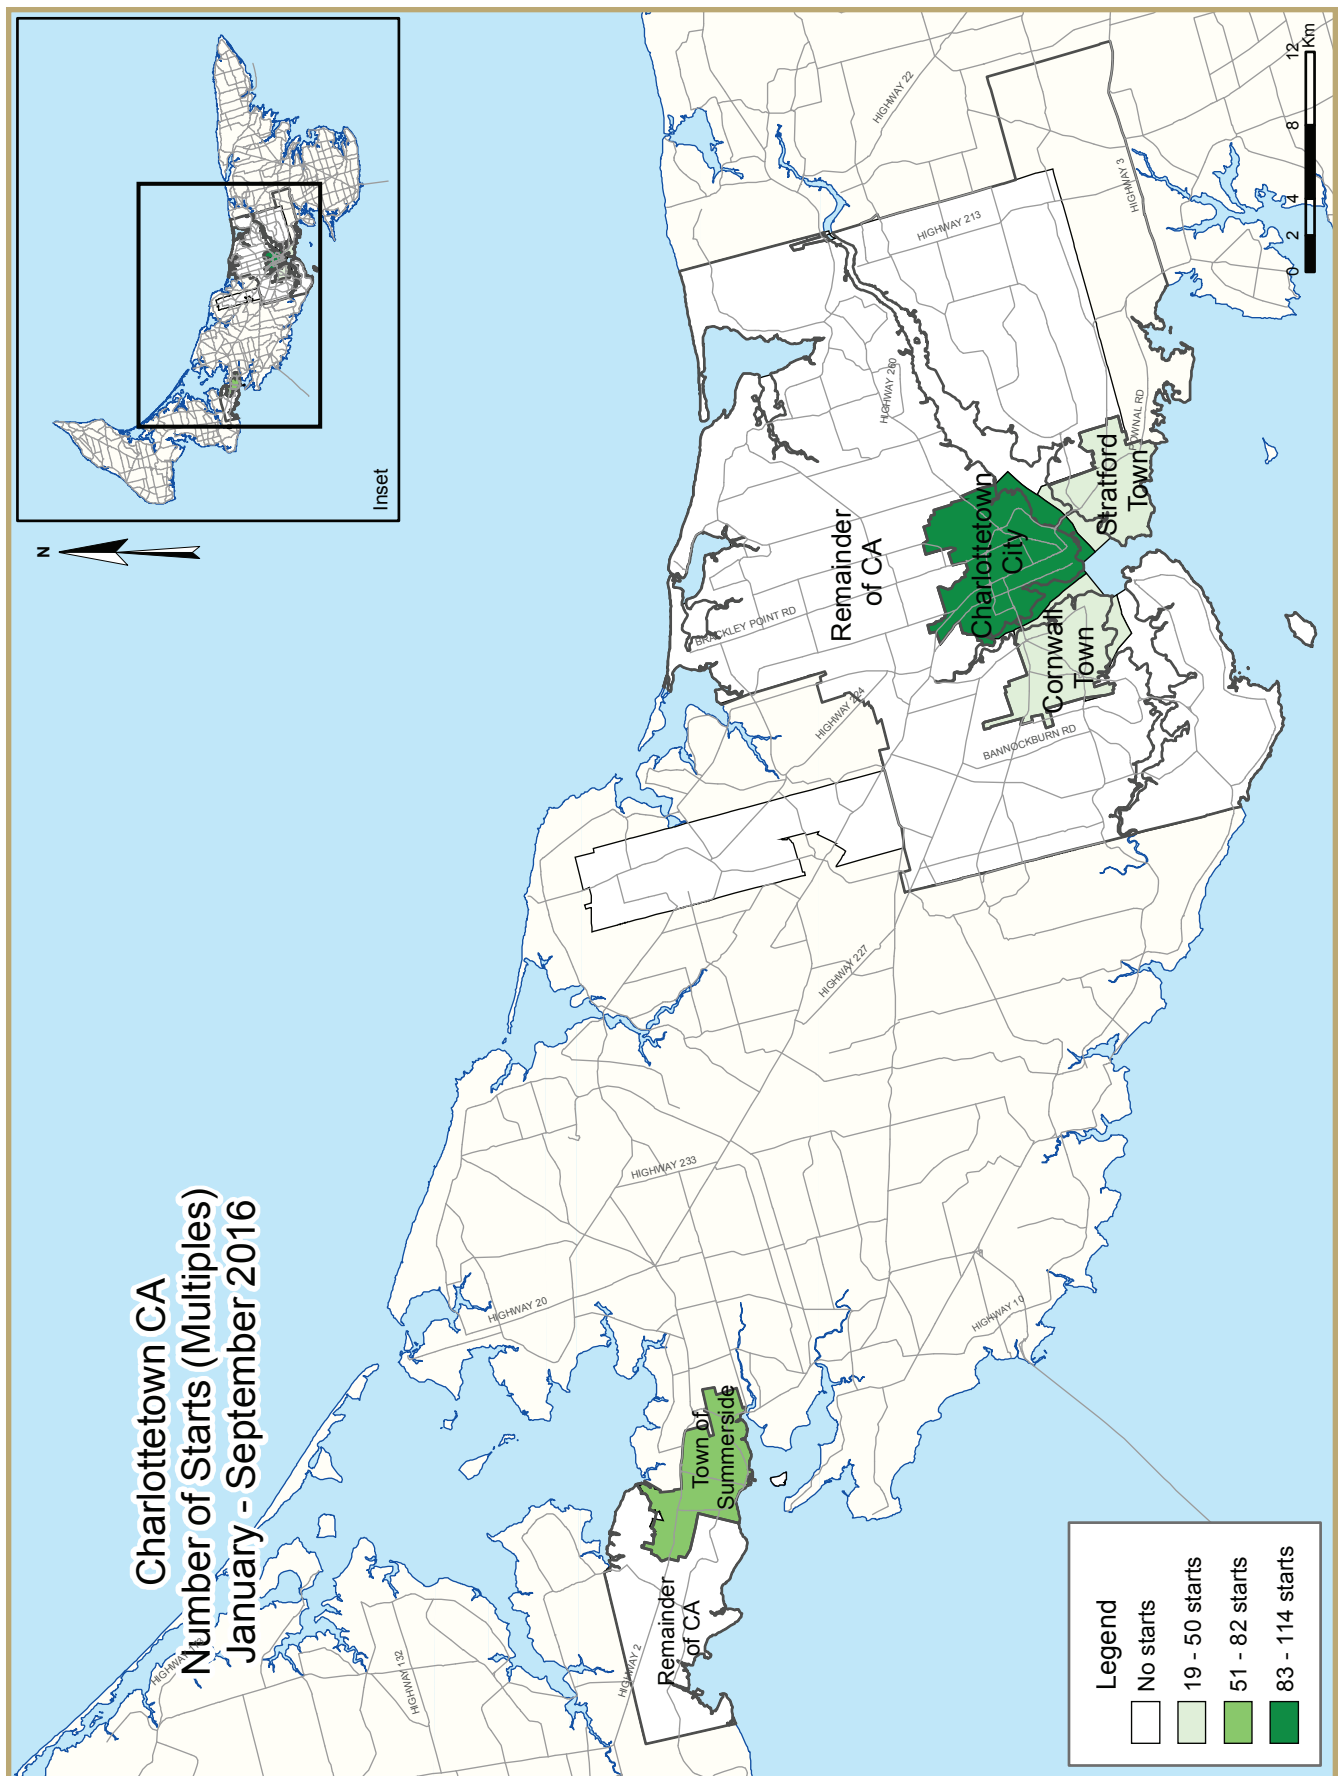 Charlottetown CA
Number of Starts (Multiples)
January - September 2016
N
Inset
HIGHWAY 132
HIGHWAY 2
Remainder
of CA
Town of
Summerside
HIGHWAY 20
HIGHWAY 233
HIGHWAY 10
HIGHWAY 227
HIGHWAY 224
BRACKLEY POINT RD
BANNOCKBURN RD
Remainder
of CA
Charlottetown
City
Cornwall
Town
Stratford
Town
HIGHWAY 213
HIGHWAY 22
HIGHWAY 3
Legend
No starts
19 - 50 starts
51 - 82 starts
83 - 114 starts
0 2 4 8 12
Km